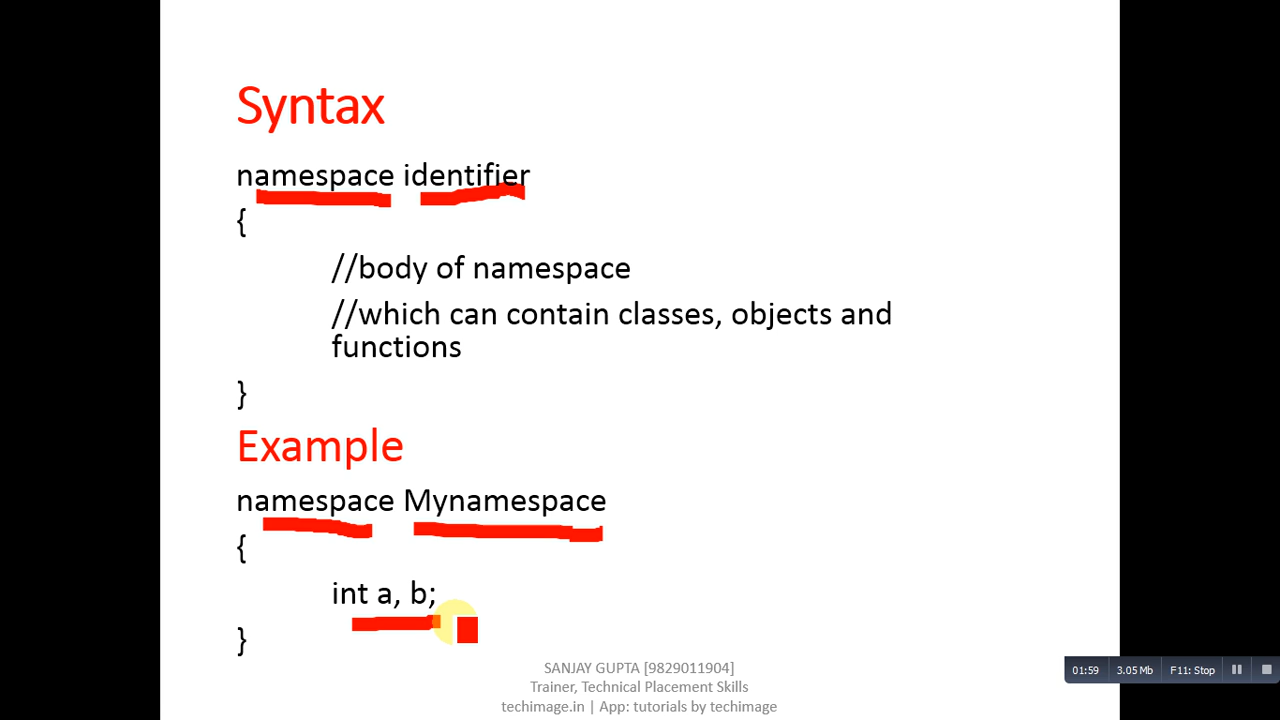 Syntax
namespace identifier
{
//body of namespace
//which can contain classes, objects and
functions
}
Example
namespace Mynamespace
{
int a, b;
}
SANJAY GUPTA [9829011904]
Trainer, Technical Placement Skills
techimage.in | App: tutorials by techimage
01:59 3.05 Mb F11: Stop